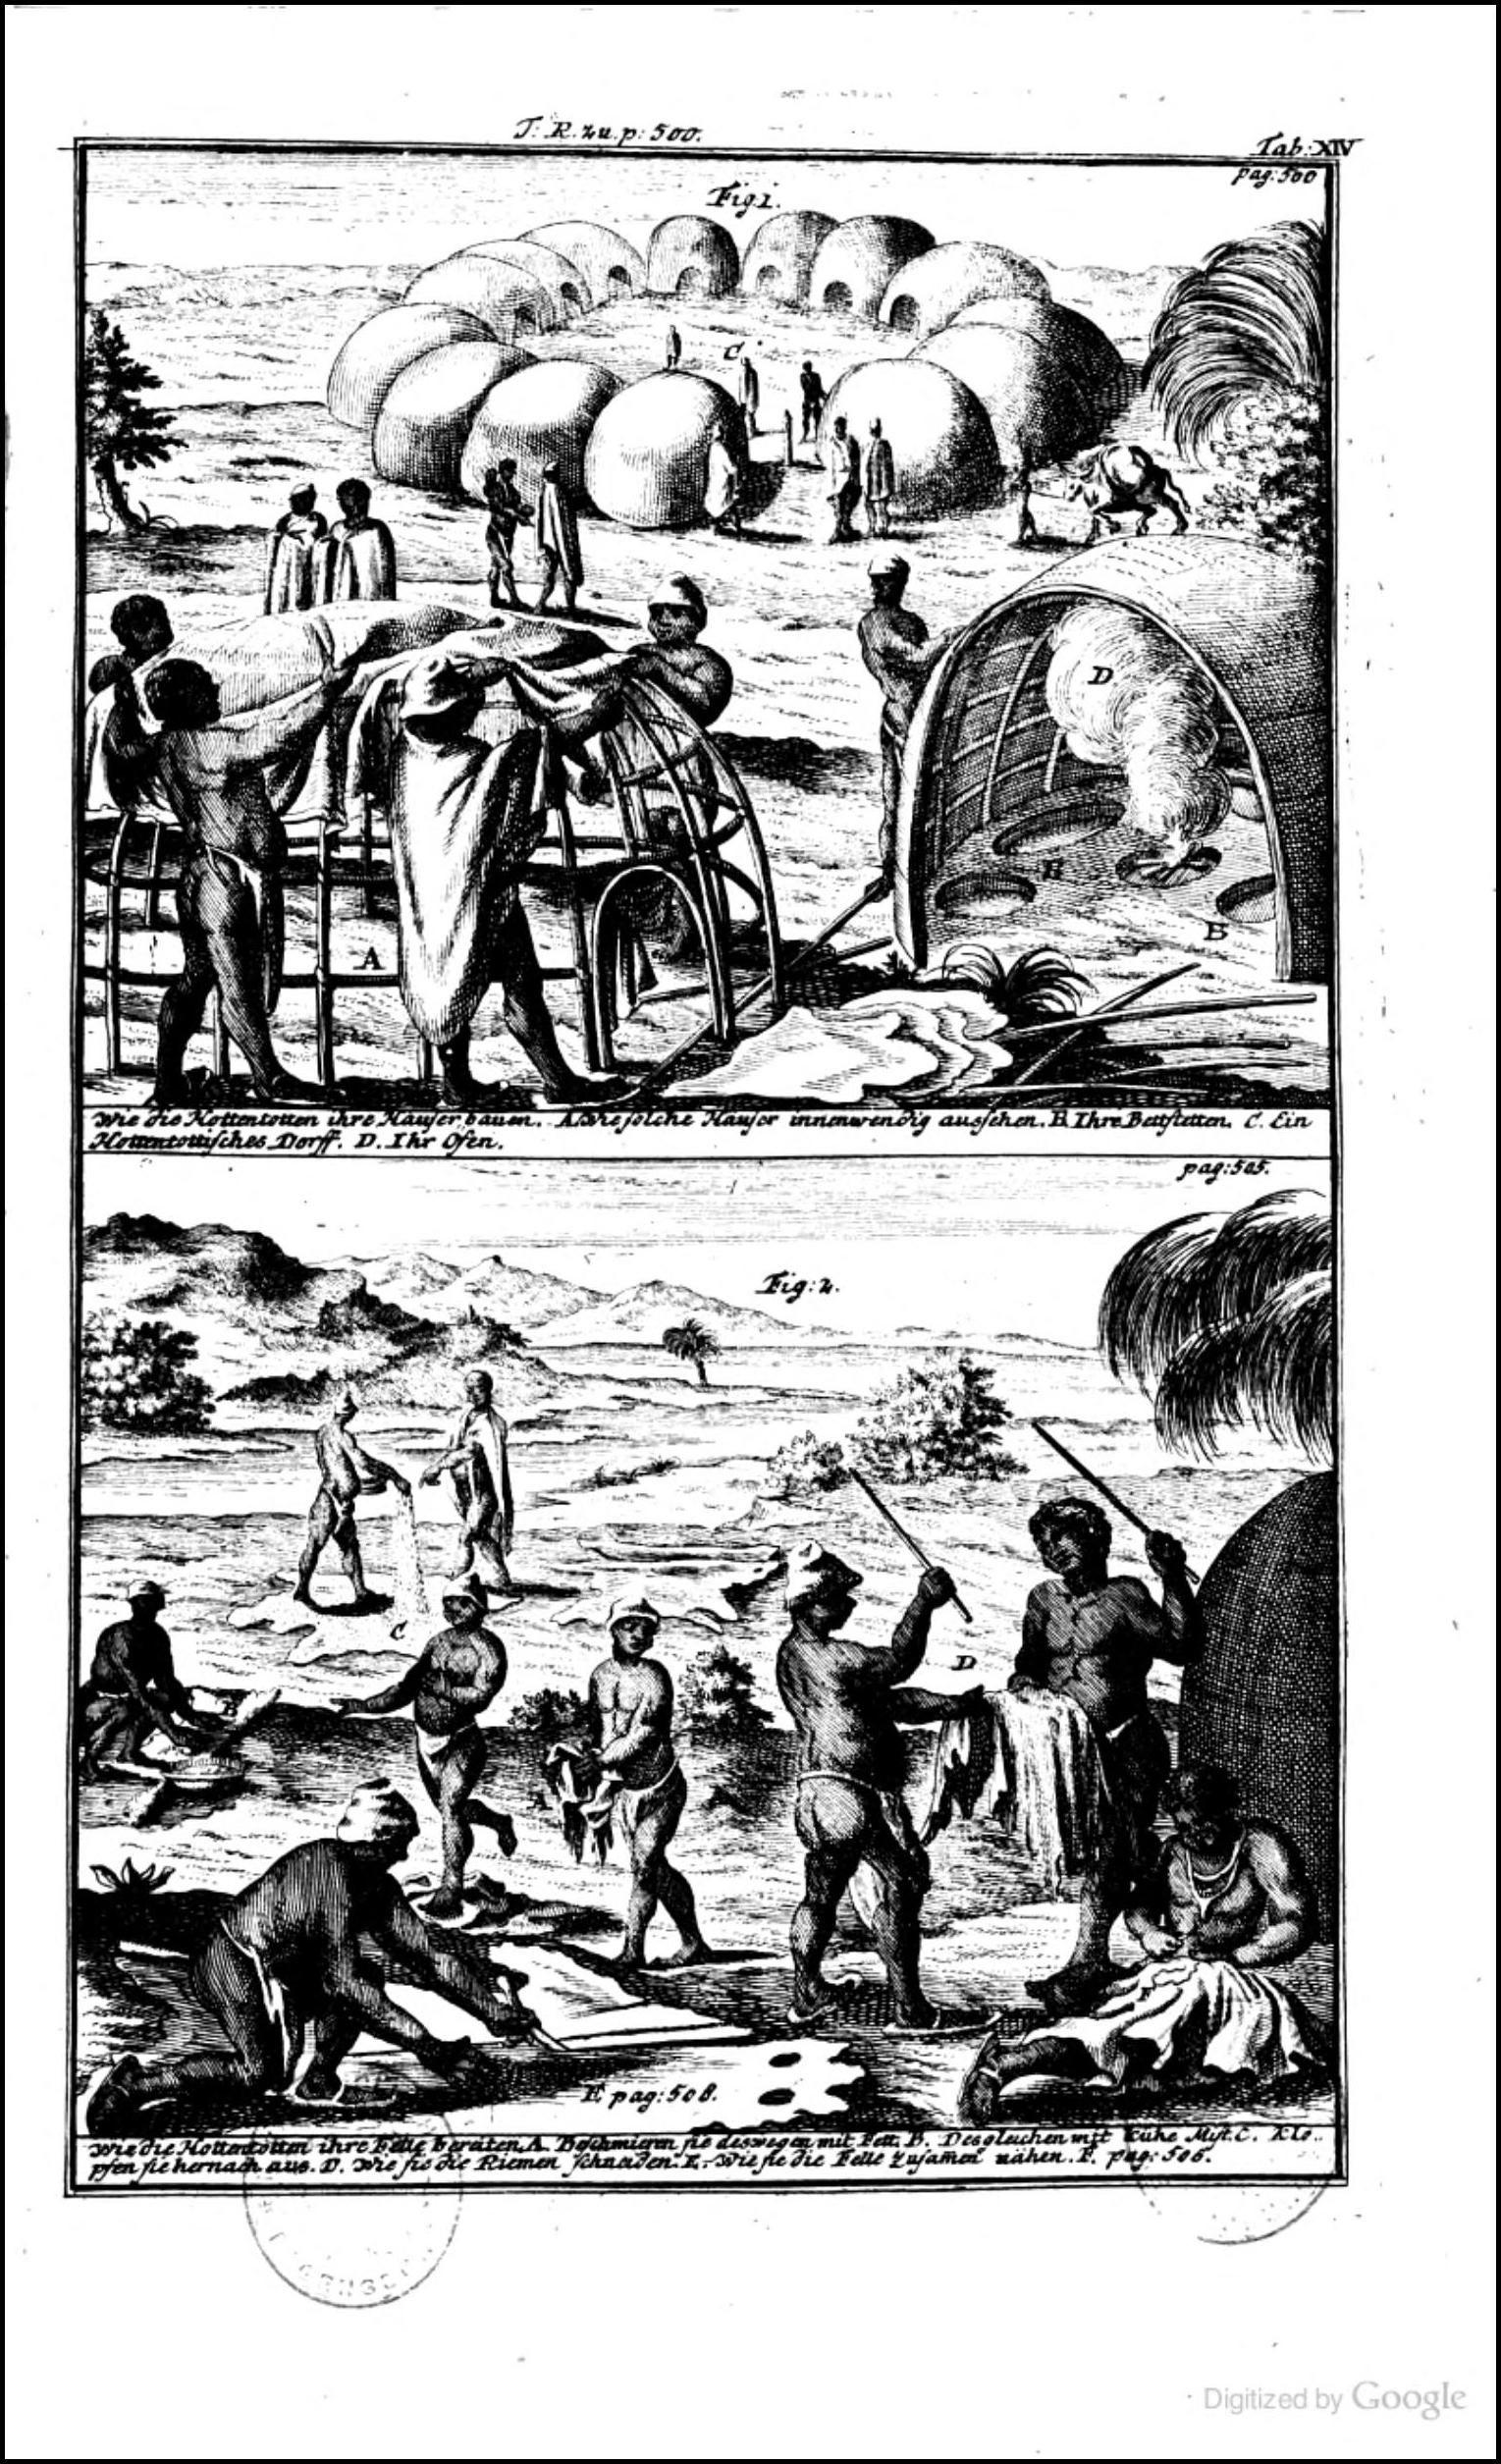 T: R. zu. p: 500.
Tab: XIV
pag: 500
Fig 1.
C
D
B
B
A
Wie die Hottentotten ihre Häuser bauen. A. Wie solche Häuser innenwendig aussehen. B. Ihre Bettstetten. C. Ein
Hottentottisches Dorff. D. Ihr Ofen.
pag: 505.
Fig: 2.
C
D
B
A
F
E pag: 508.
Wie die Hottentotten ihre Felle bereiten. A. Beschmieren sie deswegen mit Fett. B. Desgleichen mit Kühe Myst. C. Klo-
pfen sie hernach aus. D. Wie sie die Riemen schneiden. E. Wie sie die Felle zusamen nähen. F. pag: 506.
Digitized by Google